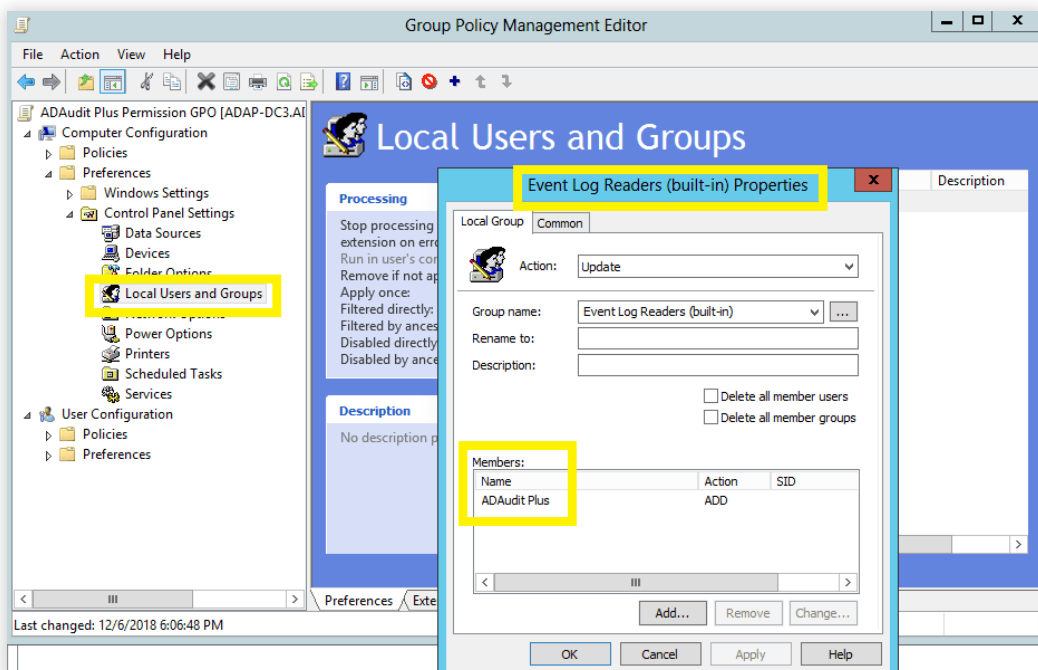 Group Policy Management Editor
File Action View Help
ADAudit Plus Permission GPO [ADAP-DC3.AD
Computer Configuration
Policies
Preferences
Windows Settings
Control Panel Settings
Data Sources
Devices
Folder Options
Local Users and Groups
Network Options
Power Options
Printers
Scheduled Tasks
Services
User Configuration
Policies
Preferences
Local Users and Groups
Processing
Stop processing
extension on erro
Run in user's con
Remove if not ap
Apply once:
Filtered directly:
Filtered by ances
Disabled directly
Disabled by ance
Description
No description p
Description
Preferences Exte
Last changed: 12/6/2018 6:06:48 PM
Event Log Readers (built-in) Properties
x
Local Group Common
Action: Update
Group name: Event Log Readers (built-in) ...
Rename to:
Description:
Delete all member users
Delete all member groups
Members:
Name Action SID
ADAudit Plus ADD
Add... Remove Change...
OK Cancel Apply Help